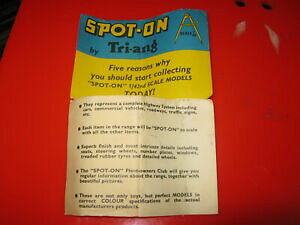 SPOT-ON
A
by Tri-ang
Five reasons why
you should start collecting
"SPOT-ON" 1/42nd SCALE MODELS
TODAY!
They represent a complete Highway System including
cars, commercial vehicles, roadways, traffic signs,
etc.
Each item in the range will be "SPOT-ON" to scale
with all the other items.
Superb finish and most intricate details including
seats, steering wheels, number plates, windows,
treaded rubber tyres and detailed wheels.
The "SPOT-ON" Fleet-owners Club will give you
regular information about the range, together with
beautiful pictures.
These are not only toys, but perfect MODELS in
correct COLOUR specifications of the actual
manufacturers products.